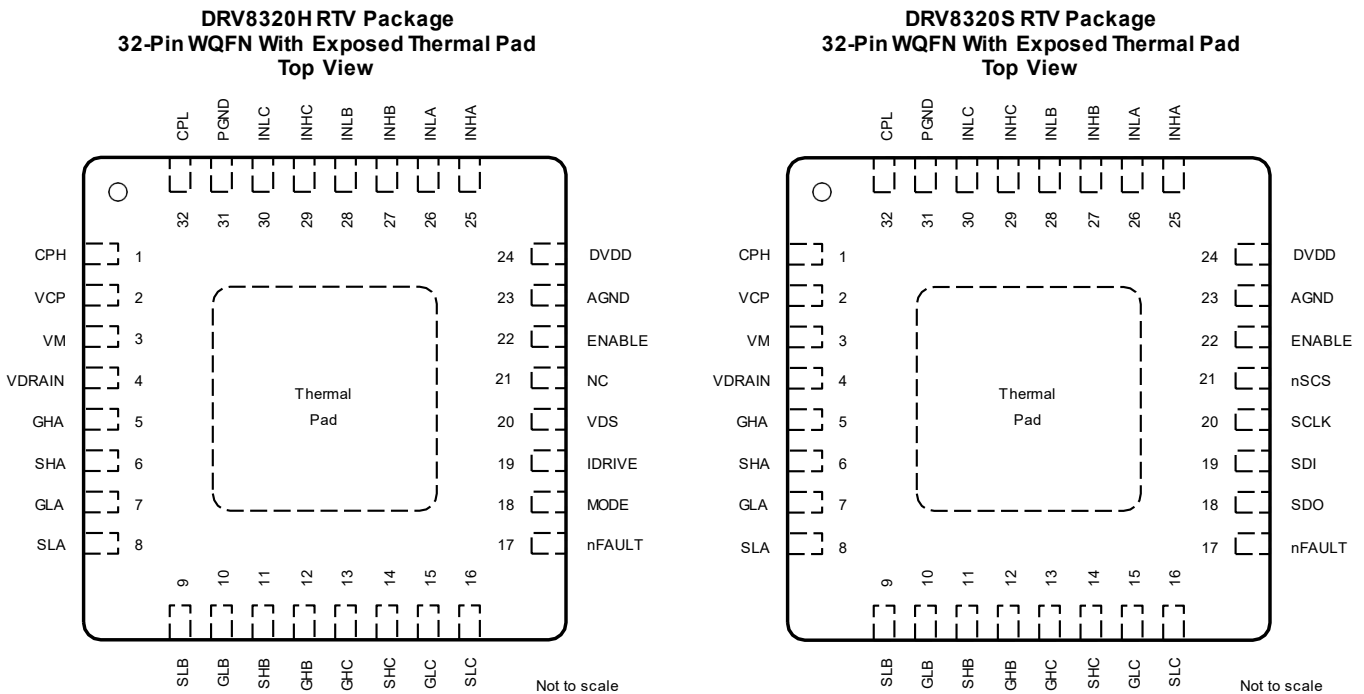 DRV8320H RTV Package
32-Pin WQFN With Exposed Thermal Pad
Top View
CPL
PGND
INLC
INHC
INLB
INHB
INLA
INHA
32
31
30
29
28
27
26
25
CPH 1
VCP 2
VM 3
VDRAIN 4
GHA 5
SHA 6
GLA 7
SLA 8
Thermal
Pad
24 DVDD
23 AGND
22 ENABLE
21 NC
20 VDS
19 IDRIVE
18 MODE
17 nFAULT
9
10
11
12
13
14
15
16
SLB
GLB
SHB
GHB
GHC
SHC
GLC
SLC
Not to scale
DRV8320S RTV Package
32-Pin WQFN With Exposed Thermal Pad
Top View
CPL
PGND
INLC
INHC
INLB
INHB
INLA
INHA
32
31
30
29
28
27
26
25
CPH 1
VCP 2
VM 3
VDRAIN 4
GHA 5
SHA 6
GLA 7
SLA 8
Thermal
Pad
24 DVDD
23 AGND
22 ENABLE
21 nSCS
20 SCLK
19 SDI
18 SDO
17 nFAULT
9
10
11
12
13
14
15
16
SLB
GLB
SHB
GHB
GHC
SHC
GLC
SLC
Not to scale